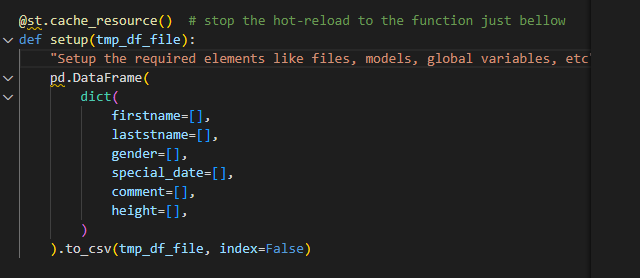 @st.cache_resource()  # stop the hot-reload to the function just bellow
def setup(tmp_df_file):
    "Setup the required elements like files, models, global variables, etc"
    pd.DataFrame(
        dict(
            firstname=[],
            laststname=[],
            gender=[],
            special_date=[],
            comment=[],
            height=[],
        )
    ).to_csv(tmp_df_file, index=False)